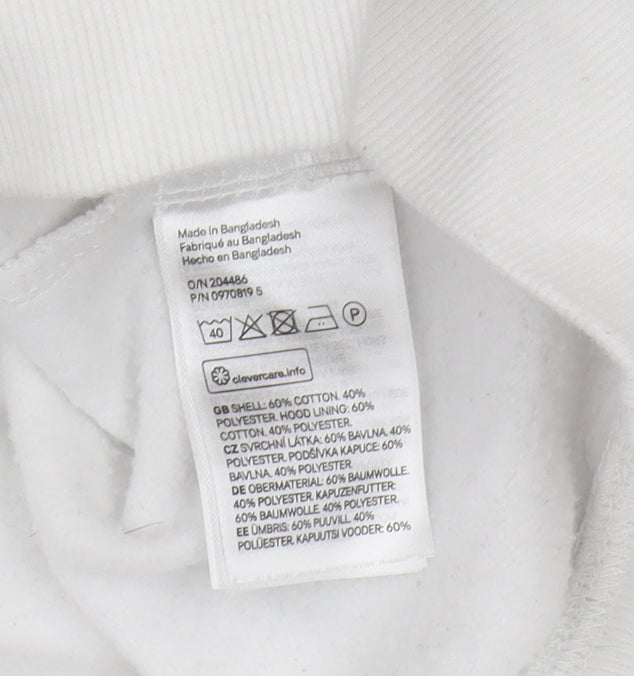 Made in Bangladesh
Fabriqué au Bangladesh
Hecho en Bangladesh
O/N 204486
P/N 0970819 5
40 P
clevercare.info
GB SHELL: 60% COTTON. 40%
POLYESTER. HOOD LINING: 60%
COTTON. 40% POLYESTER.
CZ SVRCHNÍ LÁTKA: 60% BAVLNA. 40%
POLYESTER. PODŠÍVKA KAPUCE: 60%
BAVLNA. 40% POLYESTER
DE OBERMATERIAL: 60% BAUMWOLLE.
40% POLYESTER. KAPUZENFUTTER:
60% BAUMWOLLE. 40% POLYESTER.
EE ÜMBRIS: 60% PUUVILL. 40%
POLÜESTER. KAPUUTSI VOODER: 60%